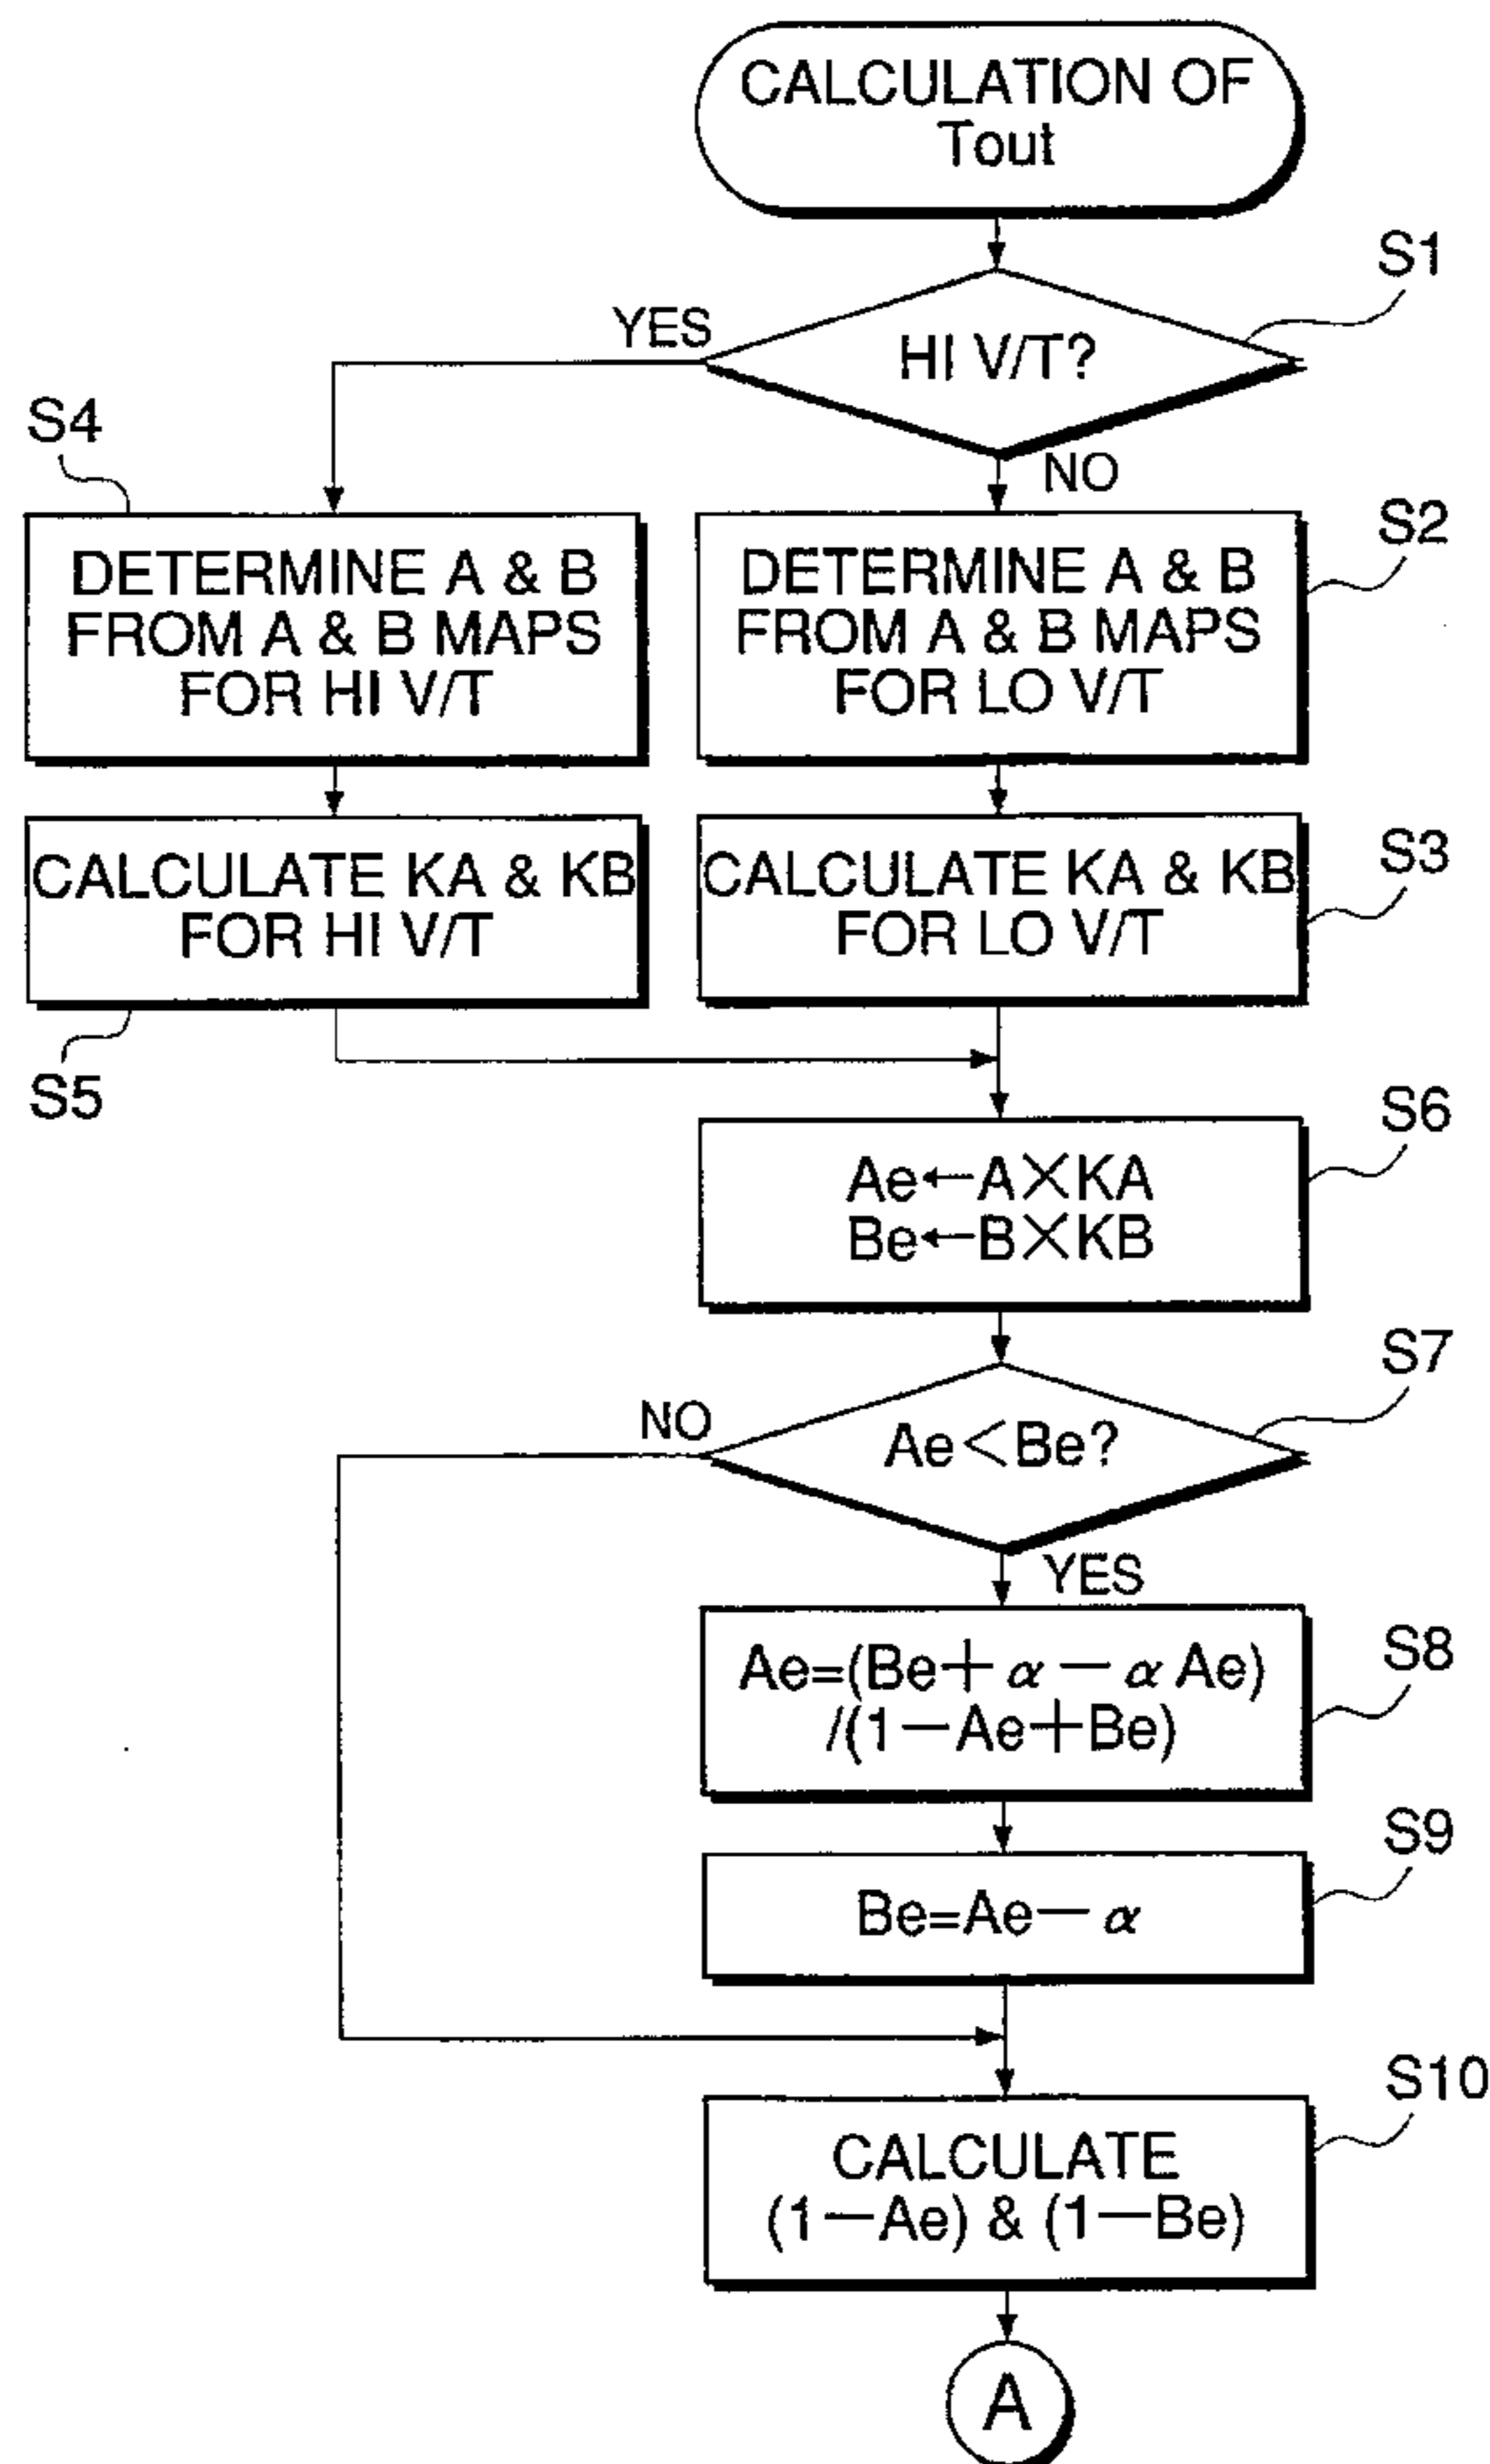 CALCULATION OF
Tout
S1
YES
HI V/T?
NO
S4
DETERMINE A & B
FROM A & B MAPS
FOR HI V/T
S2
DETERMINE A & B
FROM A & B MAPS
FOR LO V/T
CALCULATE KA & KB
FOR HI V/T
S5
S3
CALCULATE KA & KB
FOR LO V/T
S6
Ae←A×KA
Be←B×KB
S7
NO
Ae<Be?
YES
S8
Ae=(Be+α−αAe)
/(1−Ae+Be)
S9
Be=Ae−α
S10
CALCULATE
(1−Ae) & (1−Be)
A